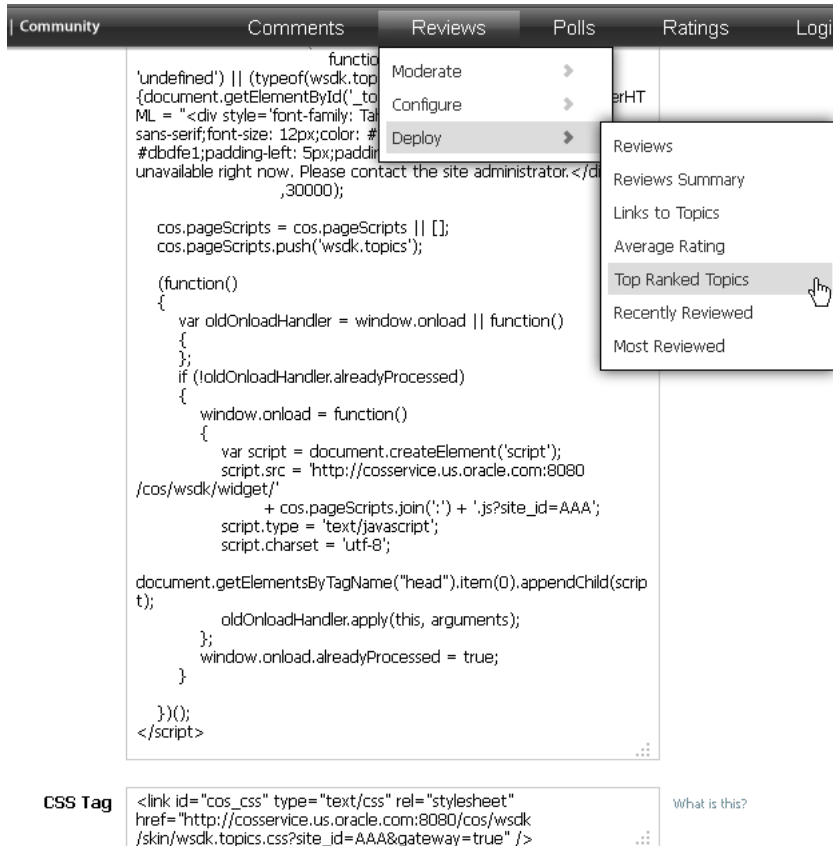 | Community Comments Reviews Polls Ratings Logi
Moderate
Configure
Deploy
Reviews
Reviews Summary
Links to Topics
Average Rating
Top Ranked Topics
Recently Reviewed
Most Reviewed
'undefined') || (typeof(wsdk.top
{document.getElementById('_to erHT
ML = "<div style='font-family: Tah
sans-serif;font-size: 12px;color: #
#dbdfe1;padding-left: 5px;paddin
unavailable right now. Please contact the site administrator.</di
,30000);
cos.pageScripts = cos.pageScripts || [];
cos.pageScripts.push('wsdk.topics');
(function()
{
var oldOnloadHandler = window.onload || function()
{
};
if (!oldOnloadHandler.alreadyProcessed)
{
window.onload = function()
{
var script = document.createElement('script');
script.src = 'http://cosservice.us.oracle.com:8080
/cos/wsdk/widget/'
+ cos.pageScripts.join(':') + '.js?site_id=AAA';
script.type = 'text/javascript';
script.charset = 'utf-8';
document.getElementsByTagName("head").item(0).appendChild(scrip
t);
oldOnloadHandler.apply(this, arguments);
};
window.onload.alreadyProcessed = true;
}
})();
</script>
CSS Tag
<link id="cos_css" type="text/css" rel="stylesheet"
href="http://cosservice.us.oracle.com:8080/cos/wsdk
/skin/wsdk.topics.css?site_id=AAA&gateway=true" />
What is this?